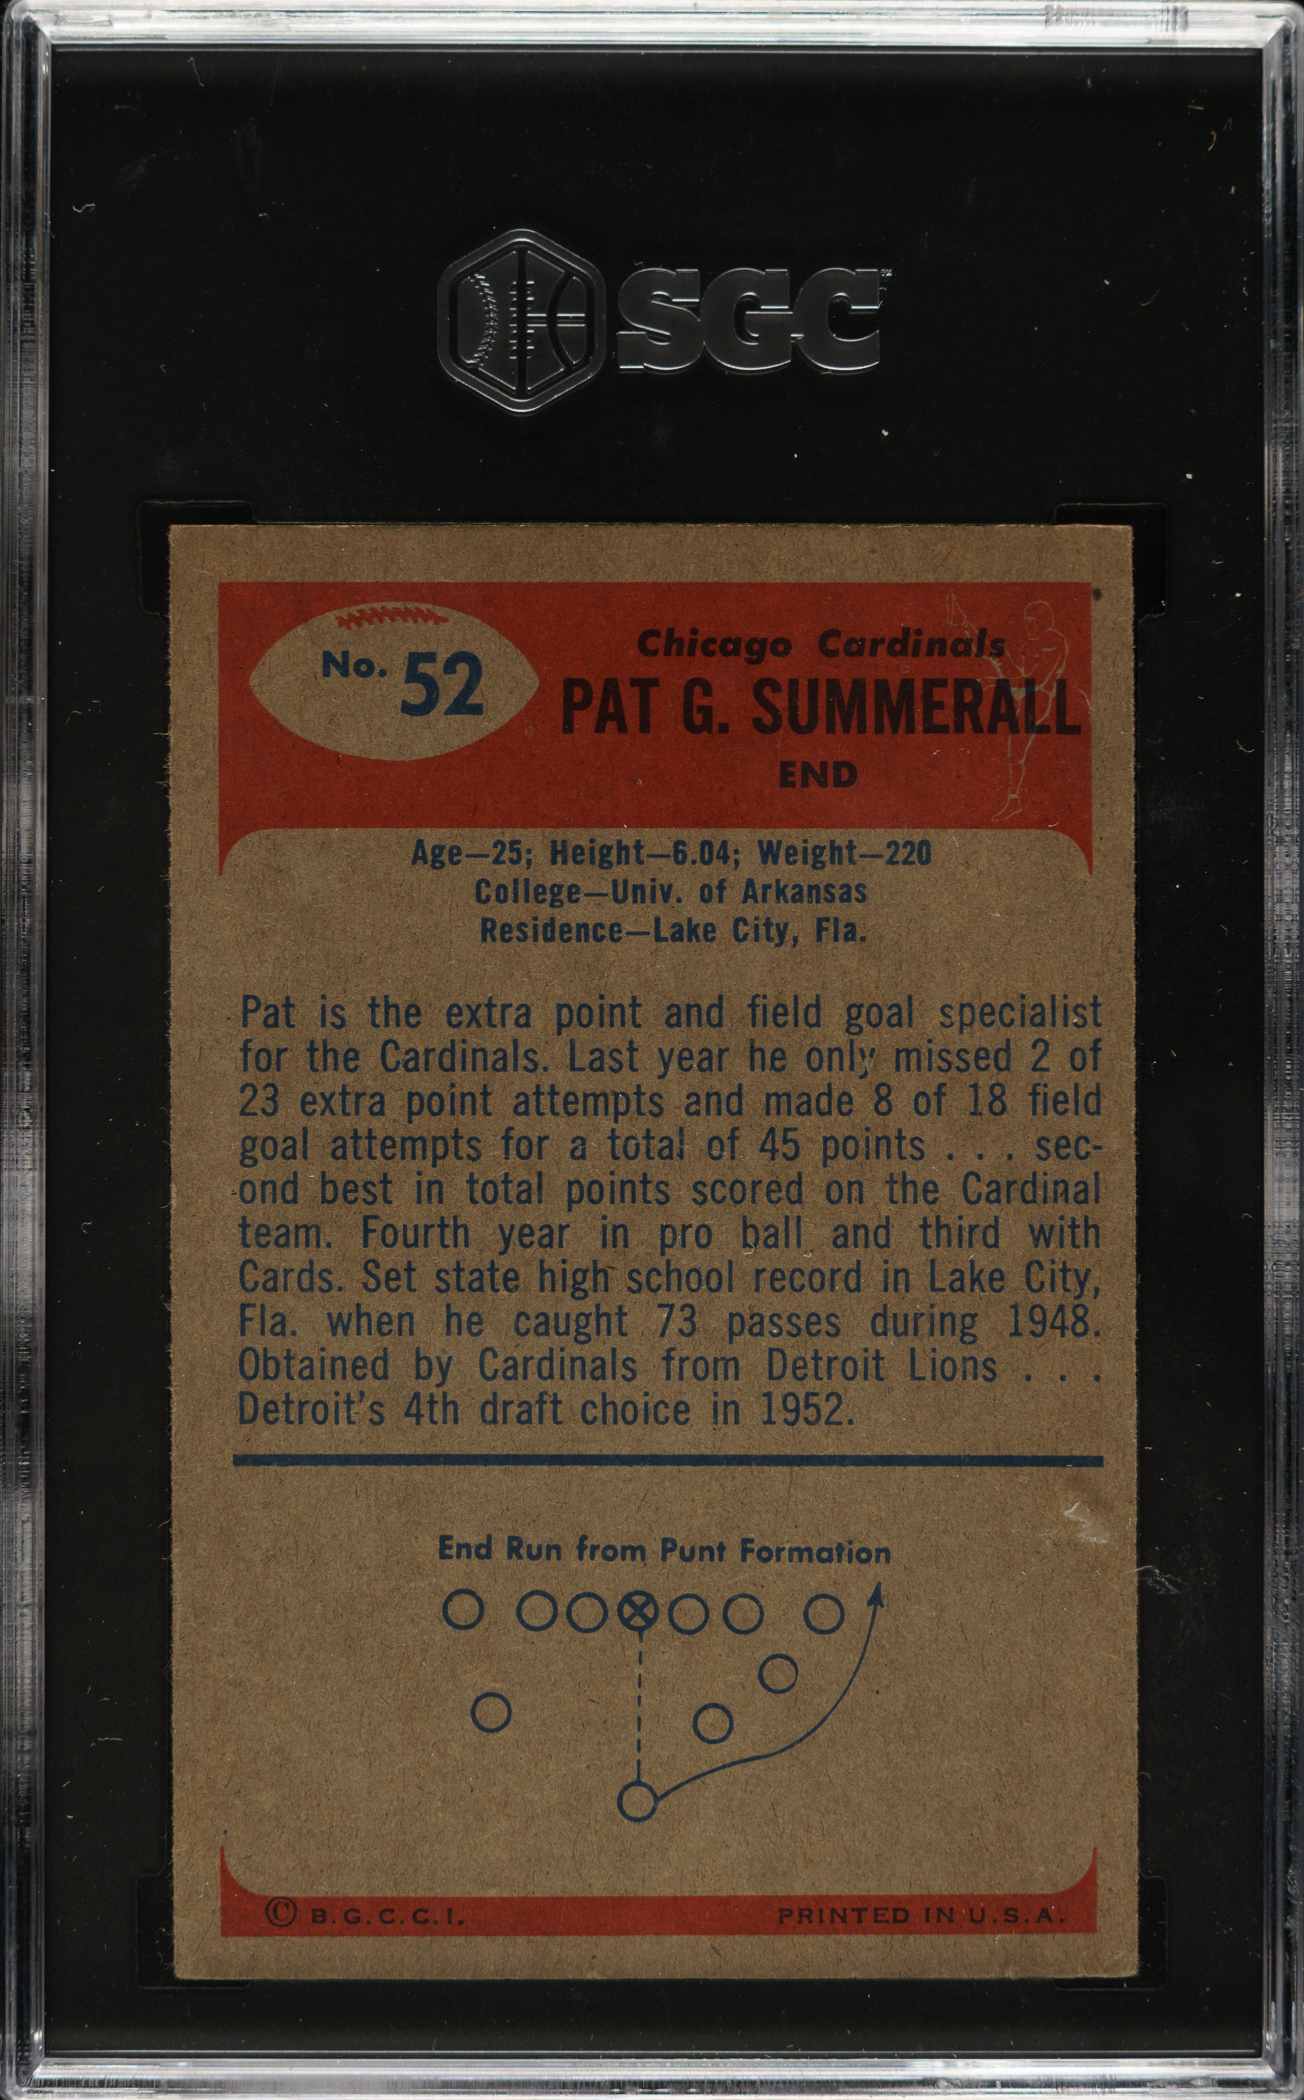 SGC
No. 52
Chicago Cardinals
PAT G. SUMMERALL
END
Age—25; Height—6.04; Weight—220
College—Univ. of Arkansas
Residence—Lake City, Fla.
Pat is the extra point and field goal specialist
for the Cardinals. Last year he only missed 2 of
23 extra point attempts and made 8 of 18 field
goal attempts for a total of 45 points . . . sec-
ond best in total points scored on the Cardinal
team. Fourth year in pro ball and third with
Cards. Set state high school record in Lake City,
Fla. when he caught 73 passes during 1948.
Obtained by Cardinals from Detroit Lions . . .
Detroit's 4th draft choice in 1952.
End Run from Punt Formation
© B.G.C.C.I.
PRINTED IN U.S.A.